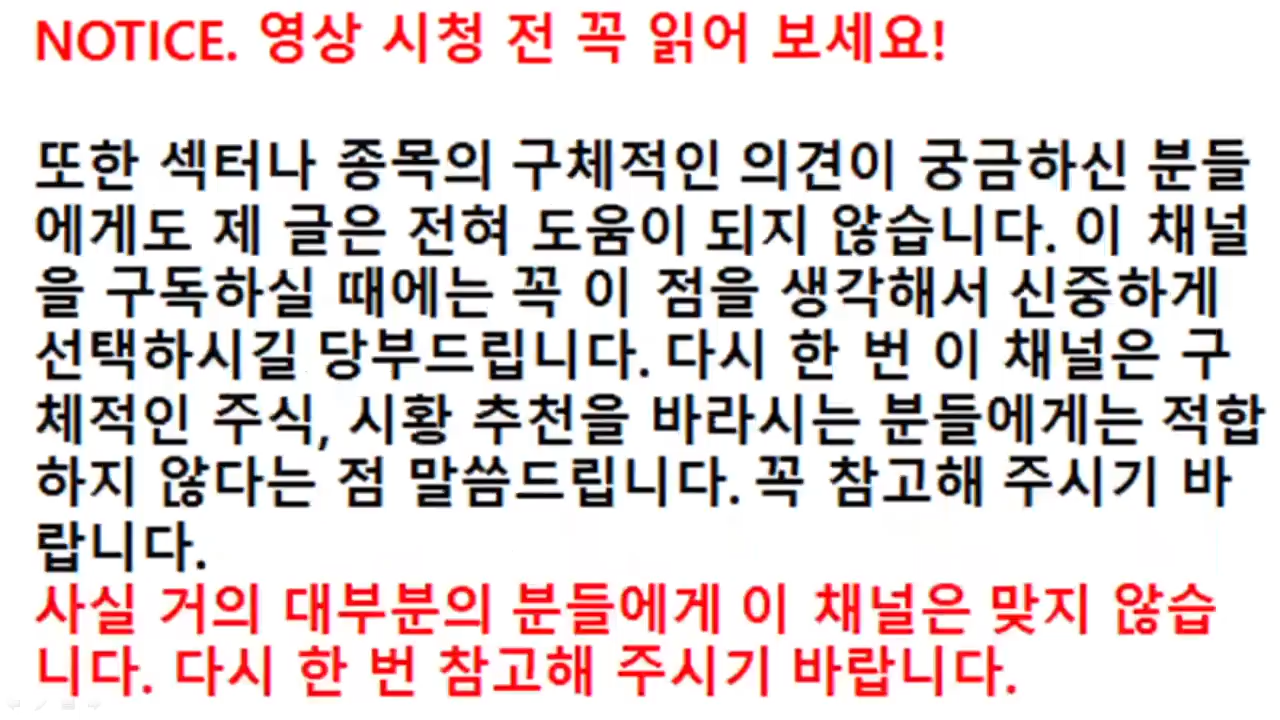 NOTICE. 영상 시청 전 꼭 읽어 보세요!
또한 섹터나 종목의 구체적인 의견이 궁금하신 분들
에게도 제 글은 전혀 도움이 되지 않습니다. 이 채널
을 구독하실 때에는 꼭 이 점을 생각해서 신중하게
선택하시길 당부드립니다. 다시 한 번 이 채널은 구
체적인 주식, 시황 추천을 바라시는 분들에게는 적합
하지 않다는 점 말씀드립니다. 꼭 참고해 주시기 바
랍니다.
사실 거의 대부분의 분들에게 이 채널은 맞지 않습
니다. 다시 한 번 참고해 주시기 바랍니다.